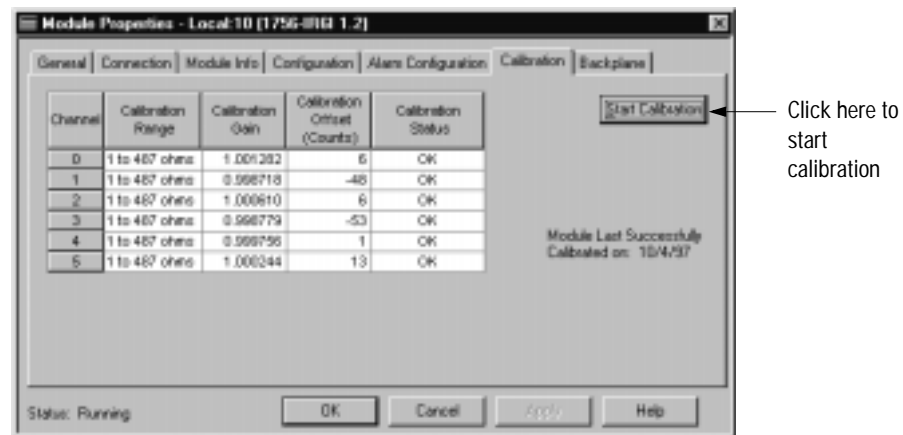 Module Properties - Local:10 (1756-IR6I 1.2)
General Connection Module Info Configuration Alarm Configuration Calibration Backplane
Channel Calibration Range Calibration Gain Calibration Offset (Counts) Calibration Status
0 1 to 487 ohms 1.001282 6 OK
1 1 to 487 ohms 0.998718 -48 OK
2 1 to 487 ohms 1.000610 6 OK
3 1 to 487 ohms 0.998779 -53 OK
4 1 to 487 ohms 0.999756 1 OK
5 1 to 487 ohms 1.000244 13 OK
Start Calibration
Click here to
start
calibration
Module Last Successfully
Calibrated on: 10/4/97
Status: Running
OK Cancel Apply Help